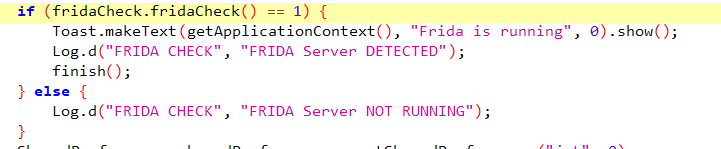 if (fridaCheck.fridaCheck() == 1) {
Toast.makeText(getApplicationContext(), "Frida is running", 0).show();
Log.d("FRIDA CHECK", "FRIDA Server DETECTED");
finish();
} else {
Log.d("FRIDA CHECK", "FRIDA Server NOT RUNNING");
}